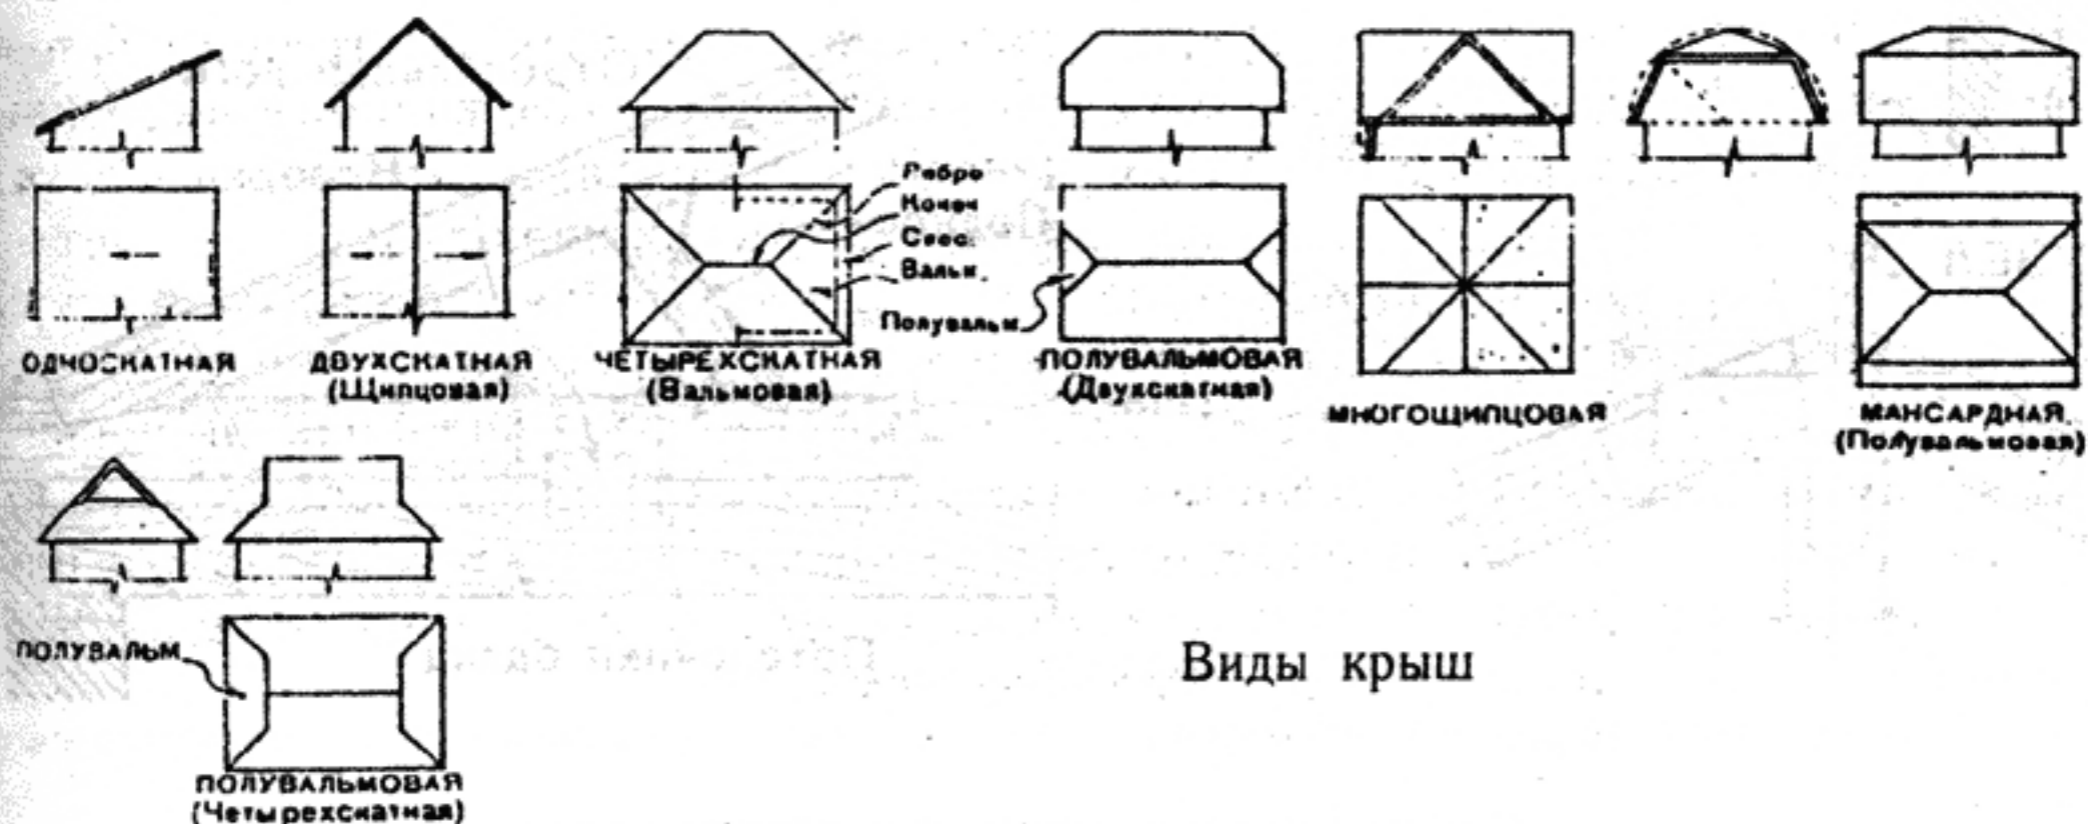 Ребро
Конек
Свес.
Вальм.
Полувальм
ОДНОСКАТНАЯ
ДВУХСКАТНАЯ
(Щипцовая)
ЧЕТЫРЕХСКАТНАЯ
(Вальмовая)
ПОЛУВАЛЬМОВАЯ
(Двухскатная)
МНОГОЩИПЦОВАЯ
МАНСАРДНАЯ.
(Полувальмовая)
ПОЛУВАЛЬМ
ПОЛУВАЛЬМОВАЯ
(Четырехскатная)
Виды крыш